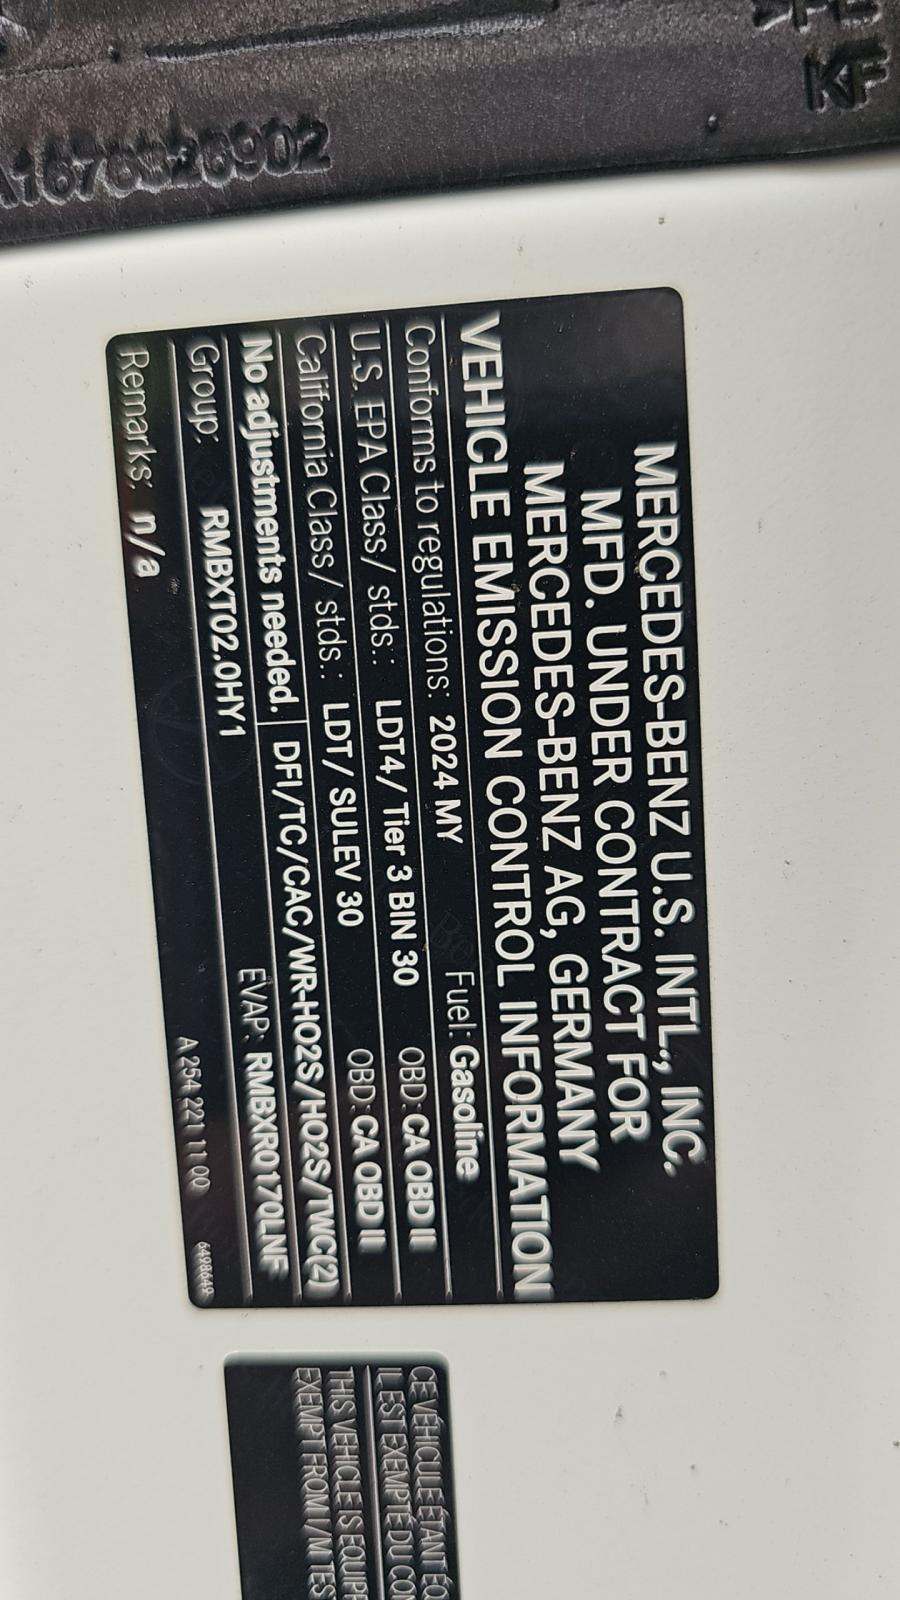 MERCEDES-BENZ U.S. INTL., INC.
MFD. UNDER CONTRACT FOR
MERCEDES-BENZ AG, GERMANY
VEHICLE EMISSION CONTROL INFORMATION
Conforms to regulations: 2024 MY Fuel: Gasoline
U.S. EPA Class/ stds.: LDT4/ Tier 3 BIN 30 OBD: CA OBD II
California Class/ stds.: LDT/ SULEV 30 OBD: CA OBD II
No adjustments needed. DFI/TC/CAC/WR-HO2S/HO2S/TWC(2)
Group: RMBXT02.0HY1 EVAP: RMBXR0170LNF
Remarks: n/a
A 254 221 11 00 6498649
CE VÉHICULE ÉTANT ÉQ
IL EST EXEMPTE DU CON
THIS VEHICLE IS EQUIPP
EXEMPT FROM I/M TES
KF